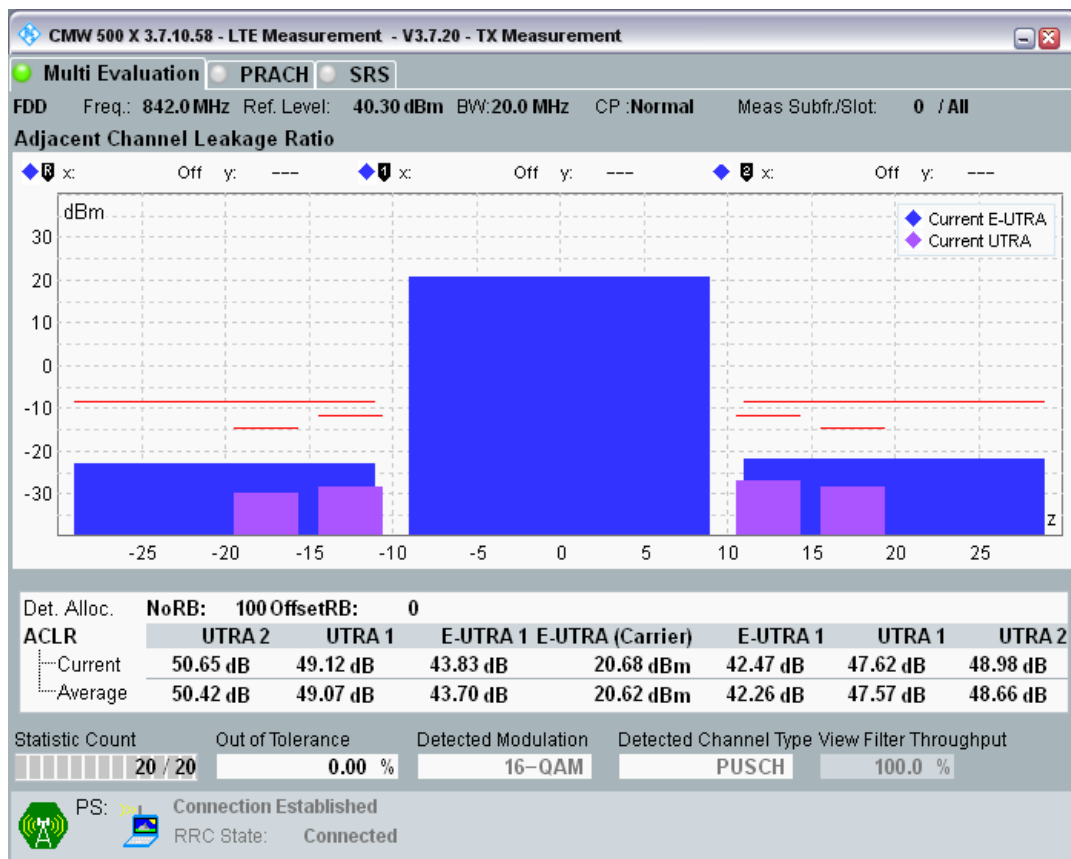 CMW 500 X 3.7.10.58 - LTE Measurement - V3.7.20 - TX Measurement
Multi Evaluation PRACH SRS
FDD Freq.: 842.0 MHz Ref. Level: 40.30 dBm BW:20.0 MHz CP :Normal Meas Subfr./Slot: 0 / All
Adjacent Channel Leakage Ratio
R x: Off y: --- 1 x: Off y: --- 2 x: Off y: ---
dBm
Current E-UTRA
Current UTRA
30
20
10
0
-10
-20
-30
z
-25 -20 -15 -10 -5 0 5 10 15 20 25
Det. Alloc. NoRB: 100 OffsetRB: 0
ACLR UTRA 2 UTRA 1 E-UTRA 1 E-UTRA (Carrier) E-UTRA 1 UTRA 1 UTRA 2
Current 50.65 dB 49.12 dB 43.83 dB 20.68 dBm 42.47 dB 47.62 dB 48.98 dB
Average 50.42 dB 49.07 dB 43.70 dB 20.62 dBm 42.26 dB 47.57 dB 48.66 dB
Statistic Count Out of Tolerance Detected Modulation Detected Channel Type View Filter Throughput
20 / 20 0.00 % 16-QAM PUSCH 100.0 %
PS: Connection Established
RRC State: Connected